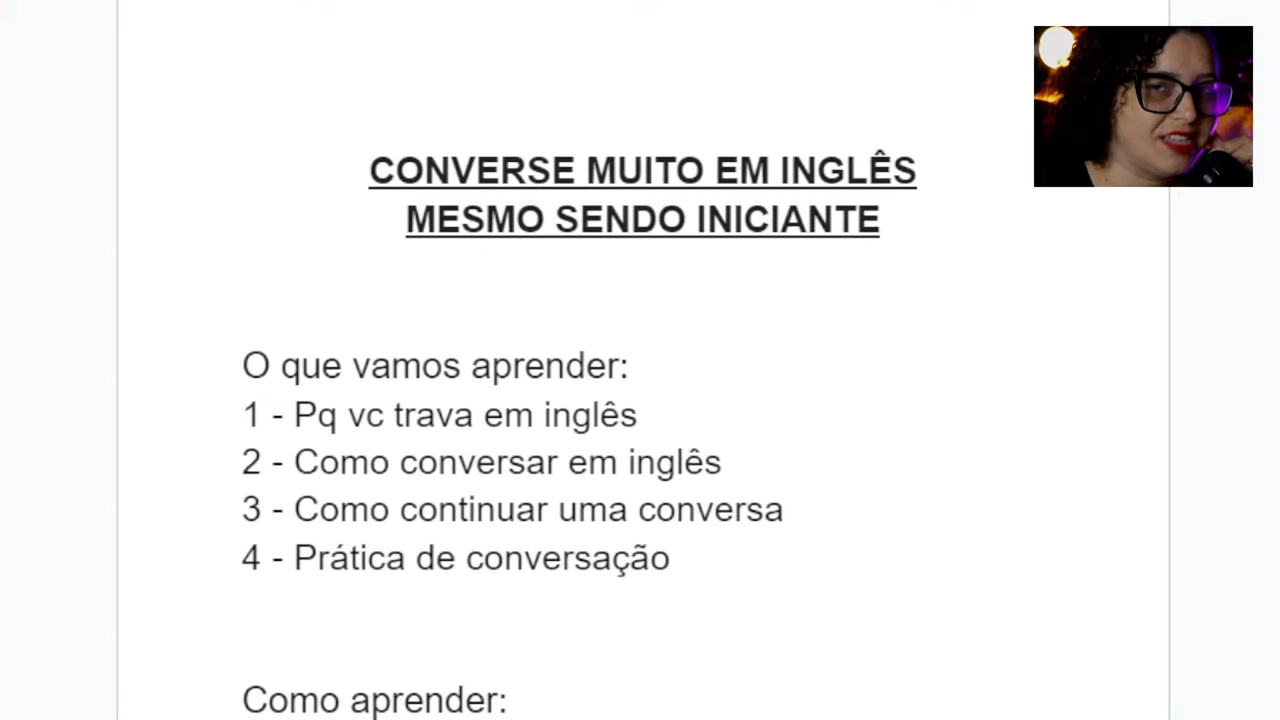 CONVERSE MUITO EM INGLÊS
MESMO SENDO INICIANTE
O que vamos aprender:
1 - Pq vc trava em inglês
2 - Como conversar em inglês
3 - Como continuar uma conversa
4 - Prática de conversação
Como aprender: